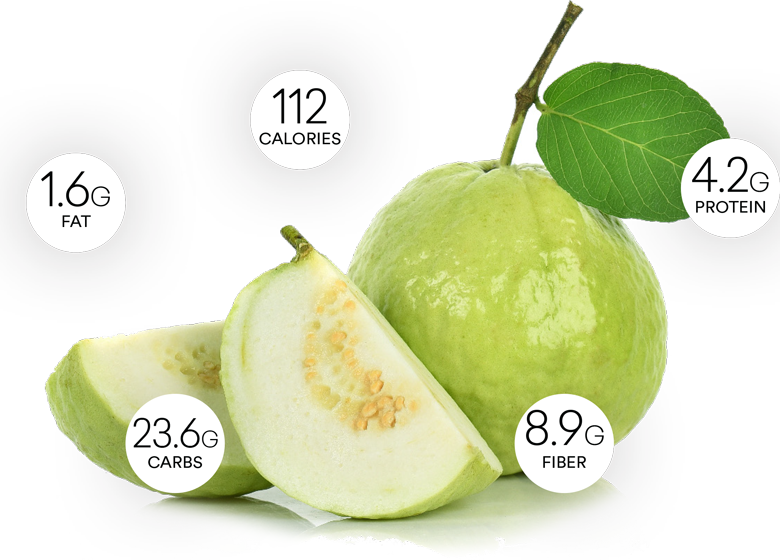 112
CALORIES
1.6G
FAT
4.2G
PROTEIN
23.6G
CARBS
8.9G
FIBER